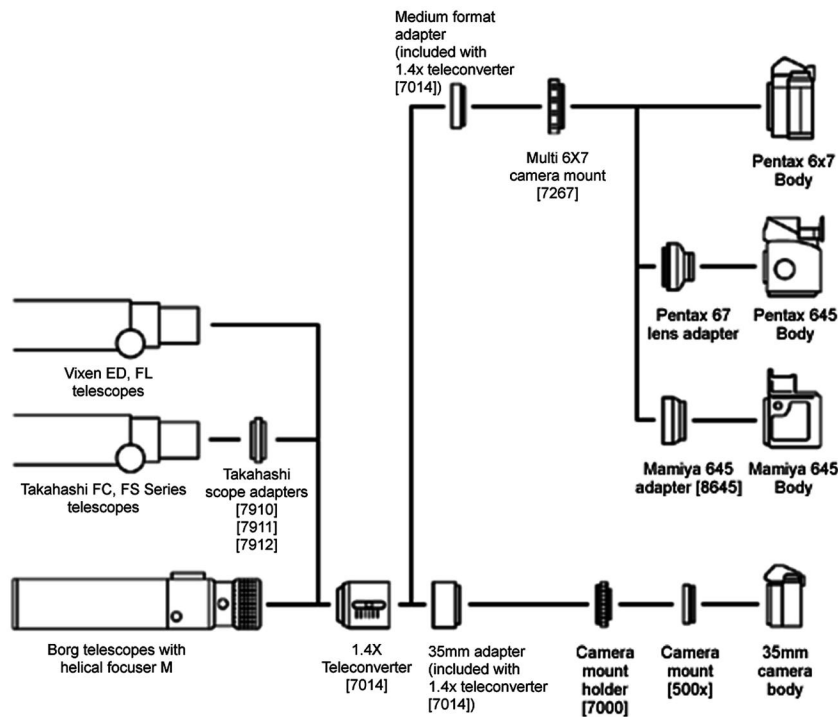 Medium format
adapter
(included with
1.4x teleconverter
[7014])
Multi 6X7
camera mount
[7267]
Pentax 6x7
Body
Pentax 67
lens adapter
Pentax 645
Body
Vixen ED, FL
telescopes
Takahashi FC, FS Series
telescopes
Takahashi
scope adapters
[7910]
[7911]
[7912]
Mamiya 645
adapter [8645]
Mamiya 645
Body
Borg telescopes with
helical focuser M
1.4X
Teleconverter
[7014]
35mm adapter
(included with
1.4x teleconverter
[7014])
Camera
mount
holder
[7000]
Camera
mount
[500x]
35mm
camera
body